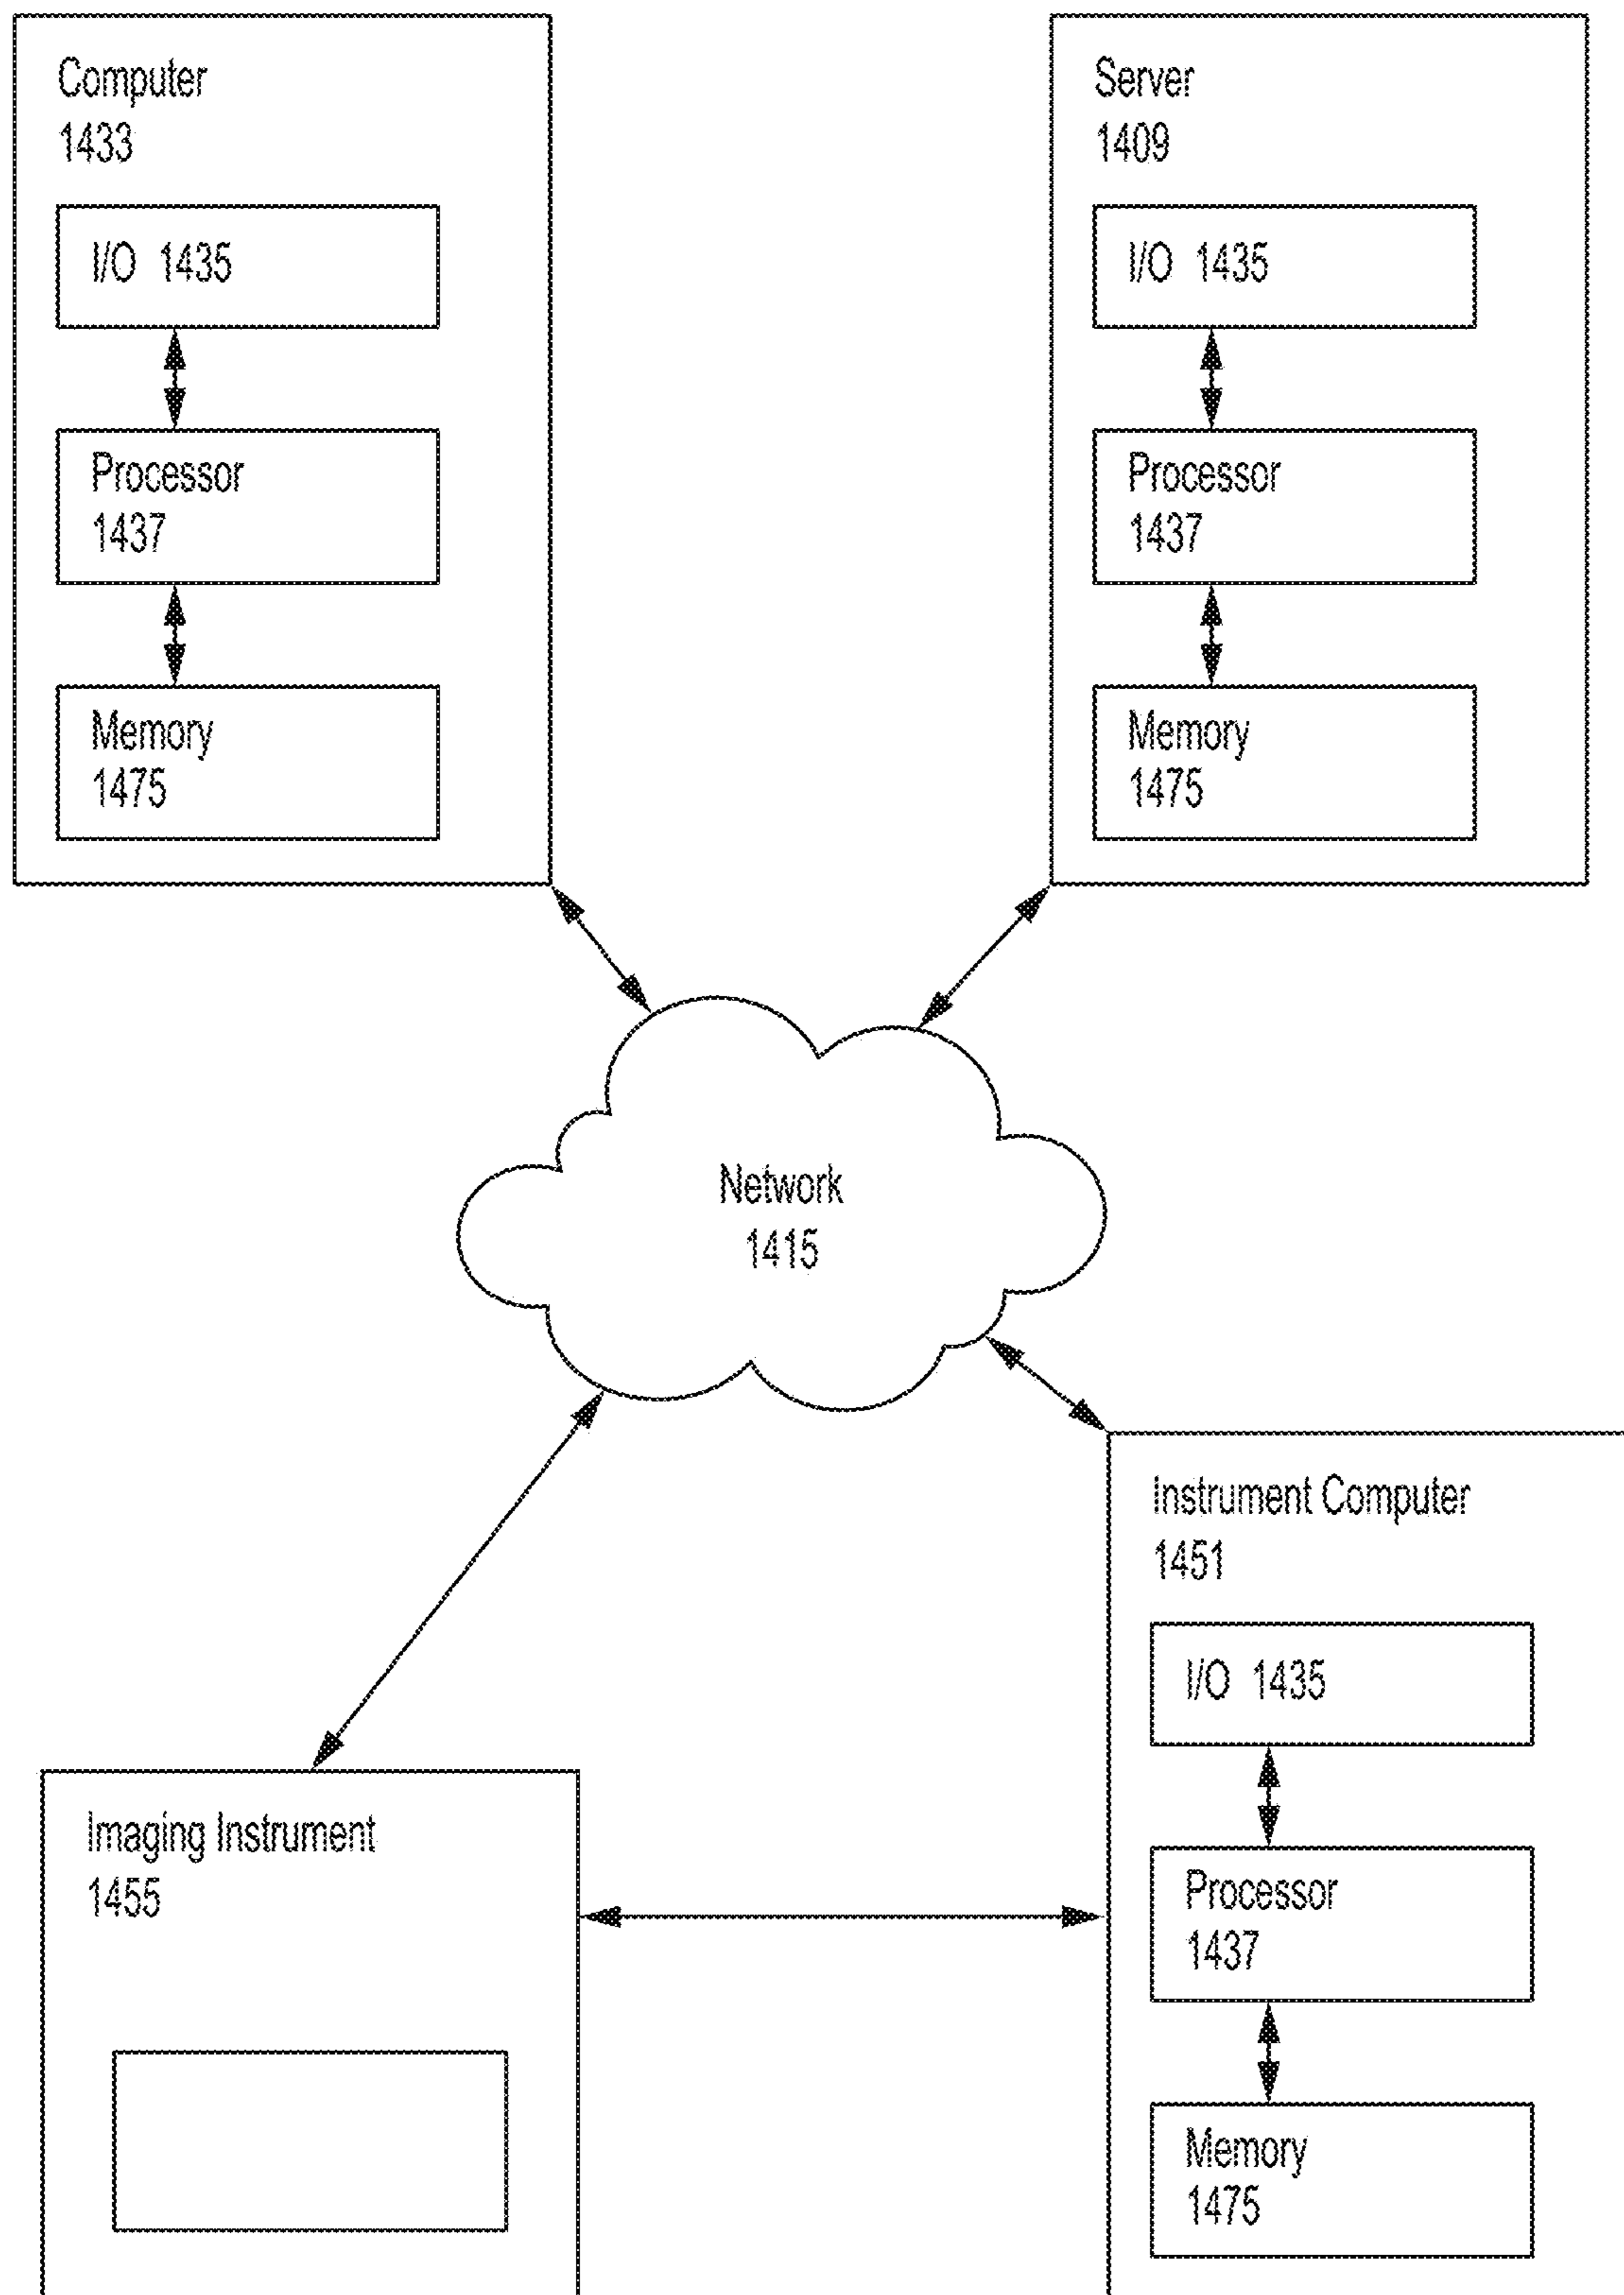 Computer
1433
I/O 1435
Processor
1437
Memory
1475
Server
1409
I/O 1435
Processor
1437
Memory
1475
Network
1415
Instrument Computer
1451
I/O 1435
Processor
1437
Memory
1475
Imaging Instrument
1455